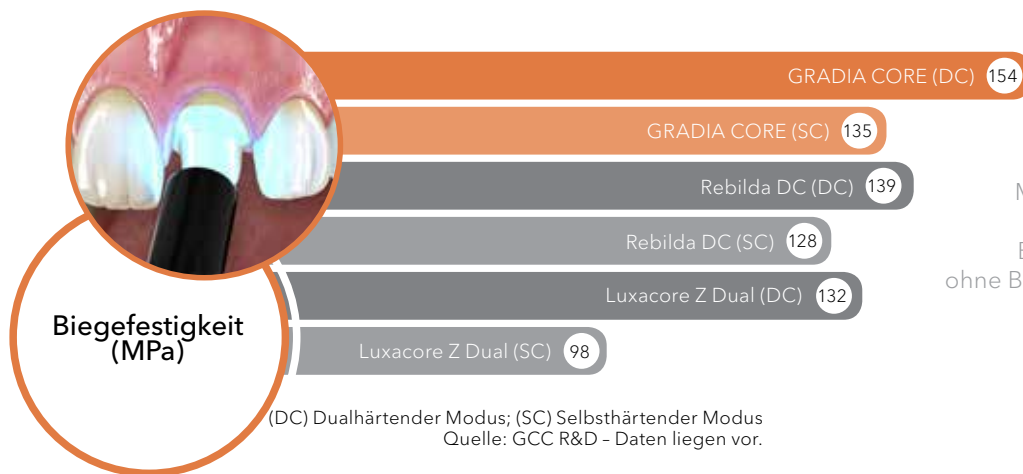 GRADIA CORE (DC) 154
GRADIA CORE (SC) 135
Rebilda DC (DC) 139
Rebilda DC (SC) 128
Luxacore Z Dual (DC) 132
Luxacore Z Dual (SC) 98
Biegefestigkeit
(MPa)
(DC) Dualhärtender Modus; (SC) Selbsthärtender Modus
Quelle: GCC R&D – Daten liegen vor.
ohne